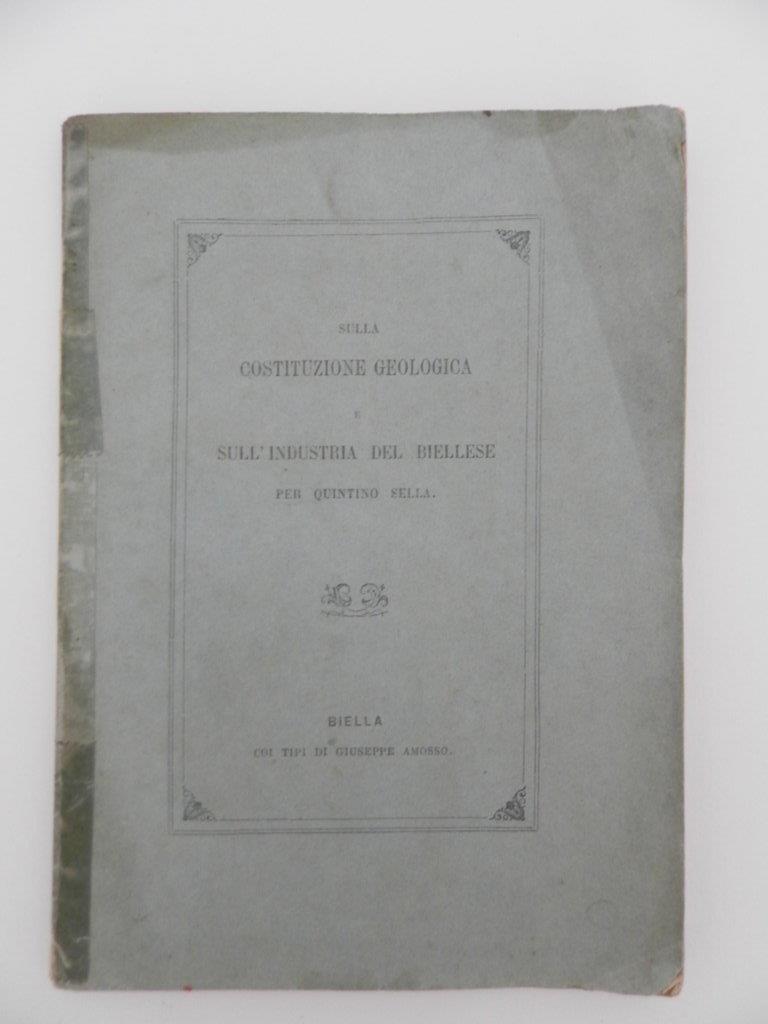 SULLA
COSTITUZIONE GEOLOGICA
E
SULL'INDUSTRIA DEL BIELLESE
PER QUINTINO SELLA.
BIELLA
COI TIPI DI GIUSEPPE AMOSSO.